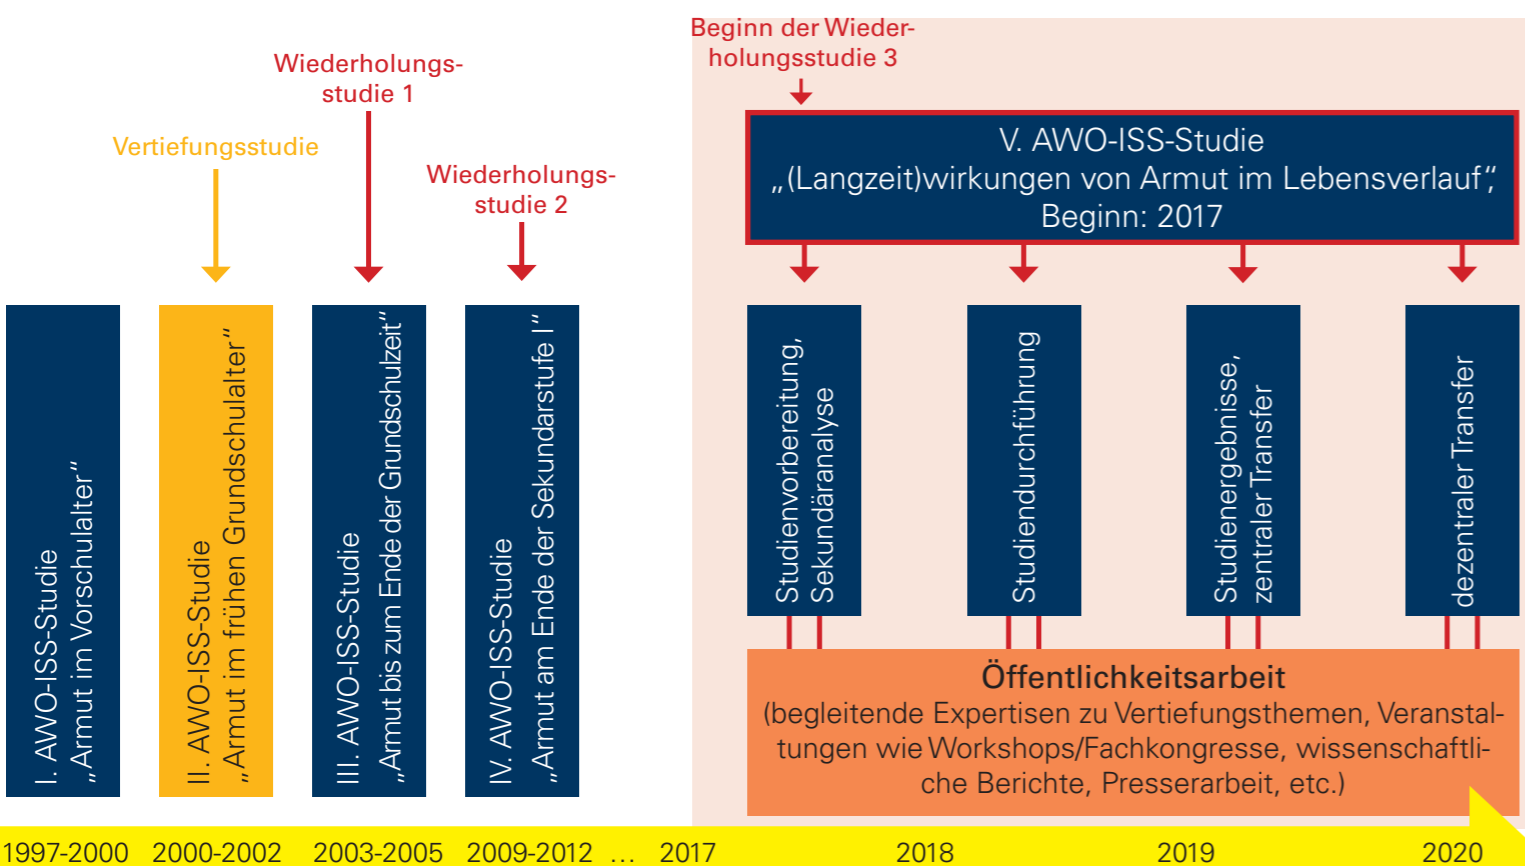 Vertiefungsstudie
Wiederholungs-
studie 1
Wiederholungs-
studie 2
Beginn der Wieder-
holungsstudie 3
V. AWO-ISS-Studie
„(Langzeit)wirkungen von Armut im Lebensverlauf“,
Beginn: 2017
I. AWO-ISS-Studie
„Armut im Vorschulalter“
II. AWO-ISS-Studie
„Armut im frühen Grundschulalter“
III. AWO-ISS-Studie
„Armut bis zum Ende der Grundschulzeit“
IV. AWO-ISS-Studie
„Armut am Ende der Sekundarstufe I“
Studienvorbereitung,
Sekundäranalyse
Studiendurchführung
Studienergebnisse,
zentraler Transfer
dezentraler Transfer
Öffentlichkeitsarbeit
(begleitende Expertisen zu Vertiefungsthemen, Veranstal-
tungen wie Workshops/Fachkongresse, wissenschaftli-
che Berichte, Presserarbeit, etc.)
1997-2000 2000-2002 2003-2005 2009-2012 ... 2017 2018 2019 2020